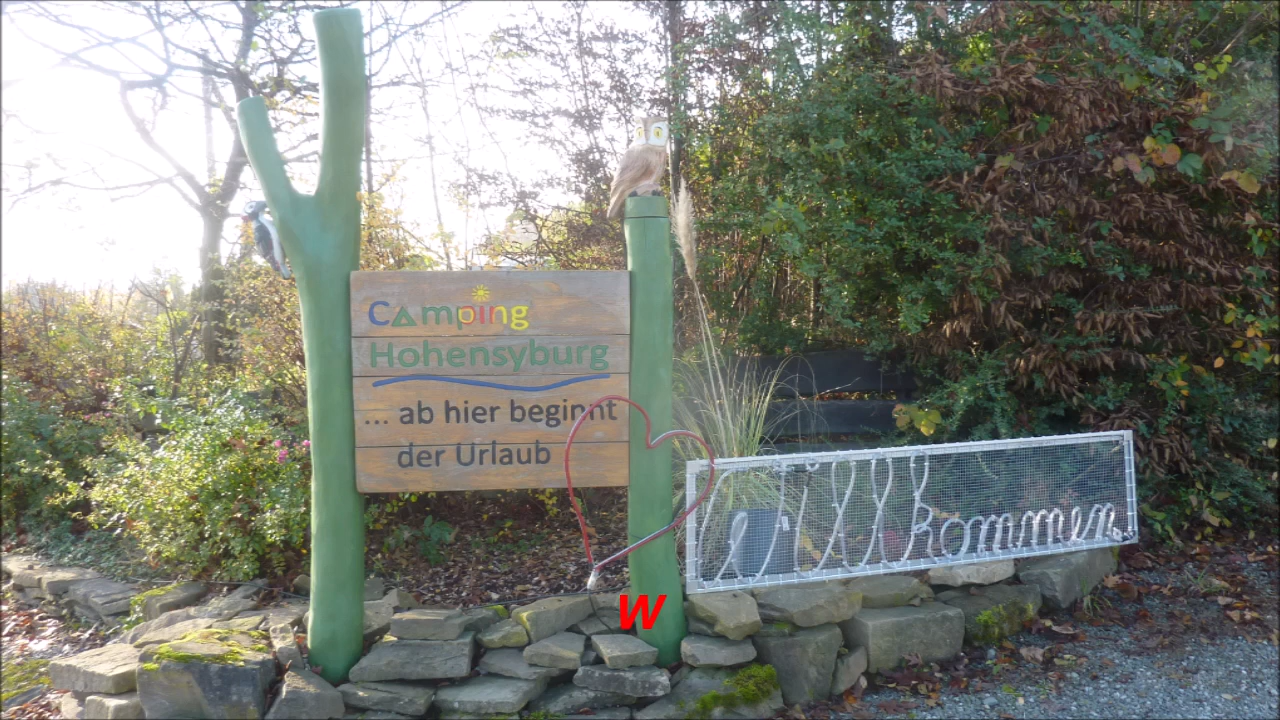 Camping
Hohensyburg
... ab hier beginnt
der Urlaub
Willkommen
W